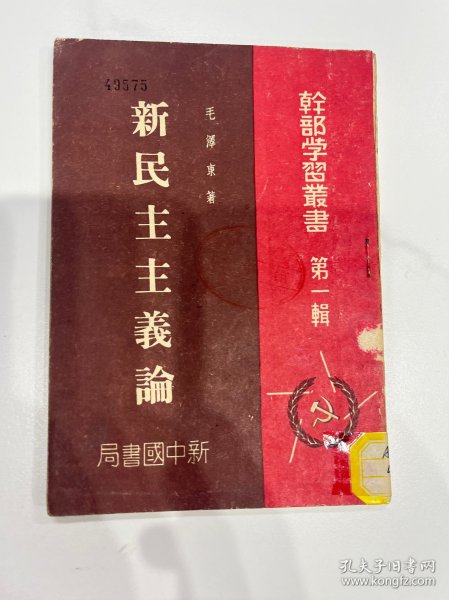 49575
幹部学習叢書 第一輯
毛澤東著
新民主主義論
局書國中新
孔夫子旧书网
www.kongfz.com